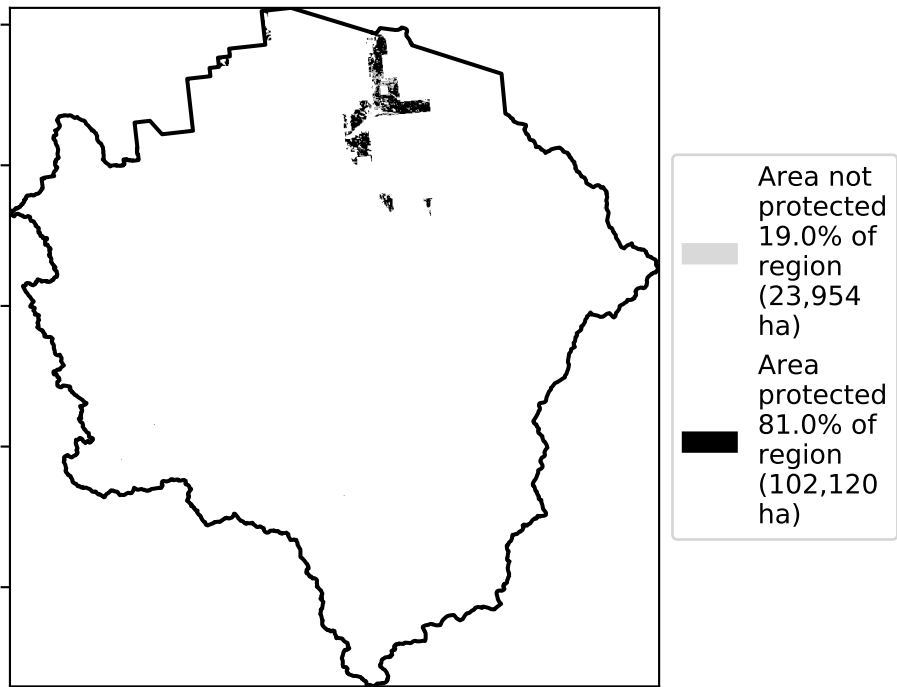 Area not
protected
19.0% of
region
(23,954
ha)
Area
protected
81.0% of
region
(102,120
ha)